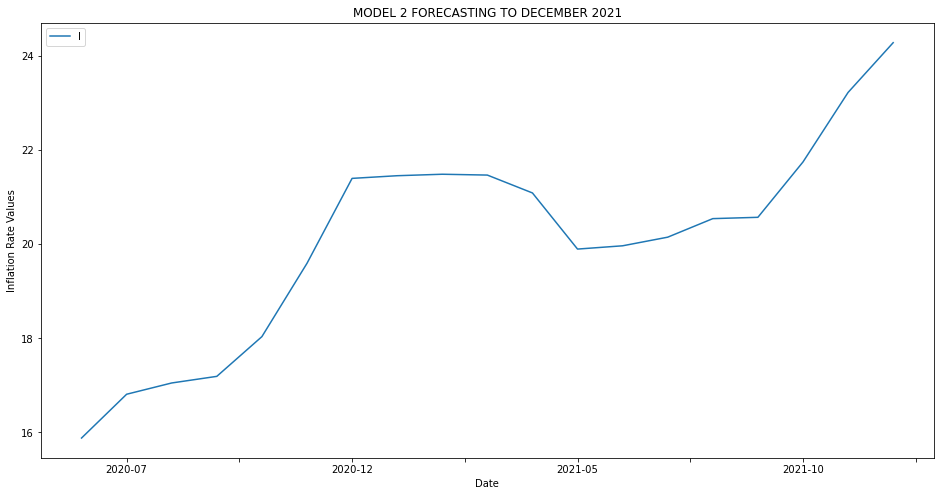 MODEL 2 FORECASTING TO DECEMBER 2021
I
24
22
20
18
16
Inflation Rate Values
2020-07 2020-12 2021-05 2021-10
Date